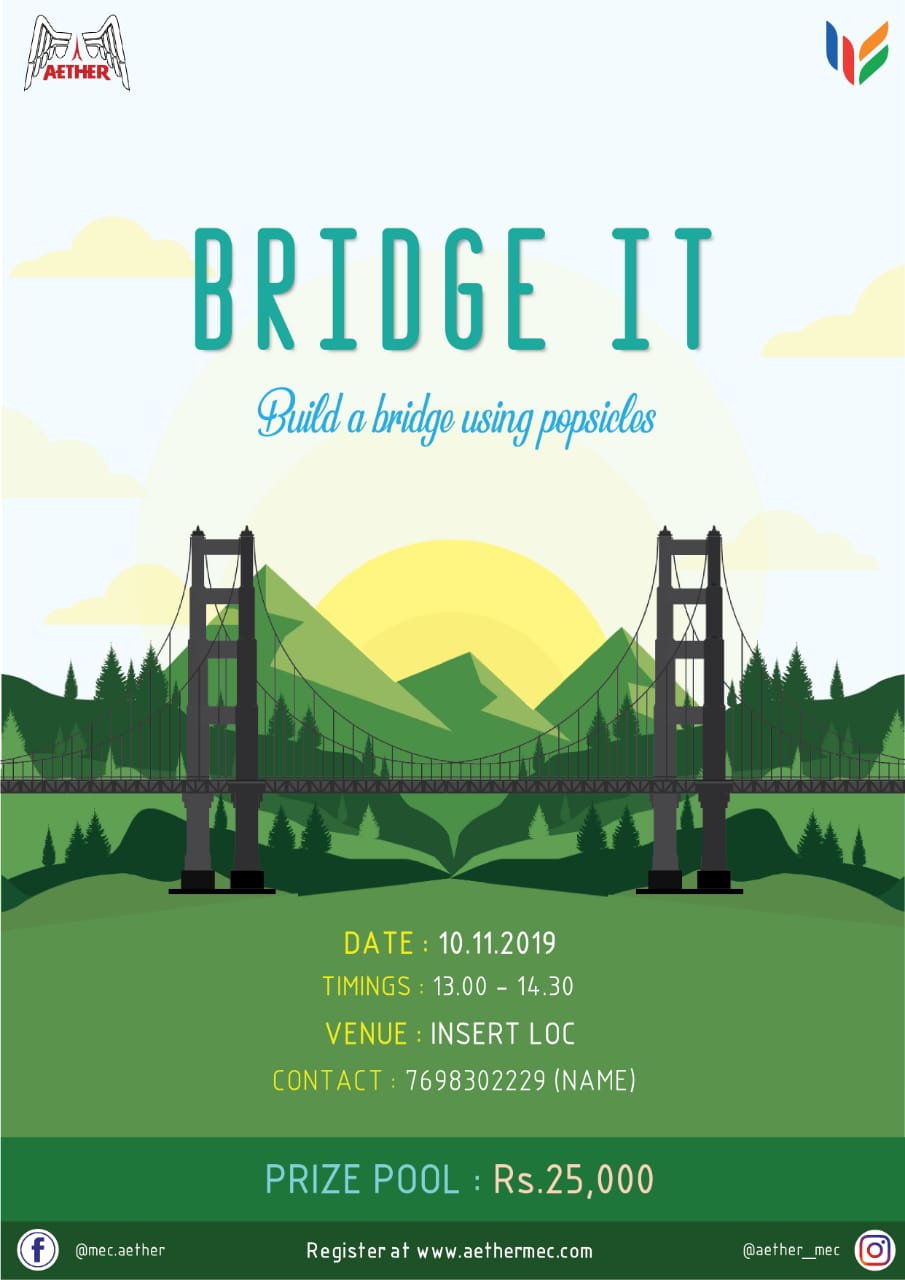 AETHER
BRIDGE IT
Build a bridge using popsicles
DATE : 10.11.2019
TIMINGS : 13.00 - 14.30
VENUE : INSERT LOC
CONTACT : 7698302229 (NAME)
PRIZE POOL : Rs.25,000
@mec.aether
Register at www.aethermec.com
@aether_mec